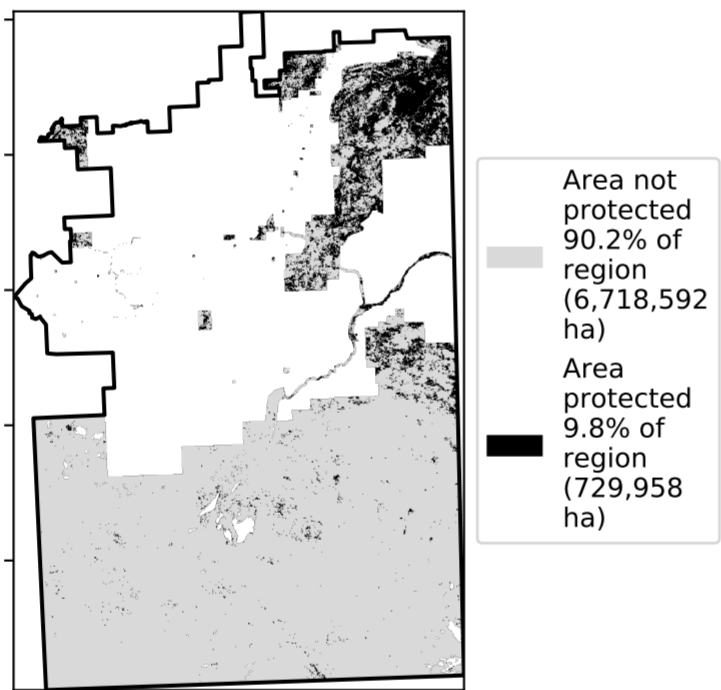 Area not
protected
90.2% of
region
(6,718,592
ha)
Area
protected
9.8% of
region
(729,958
ha)